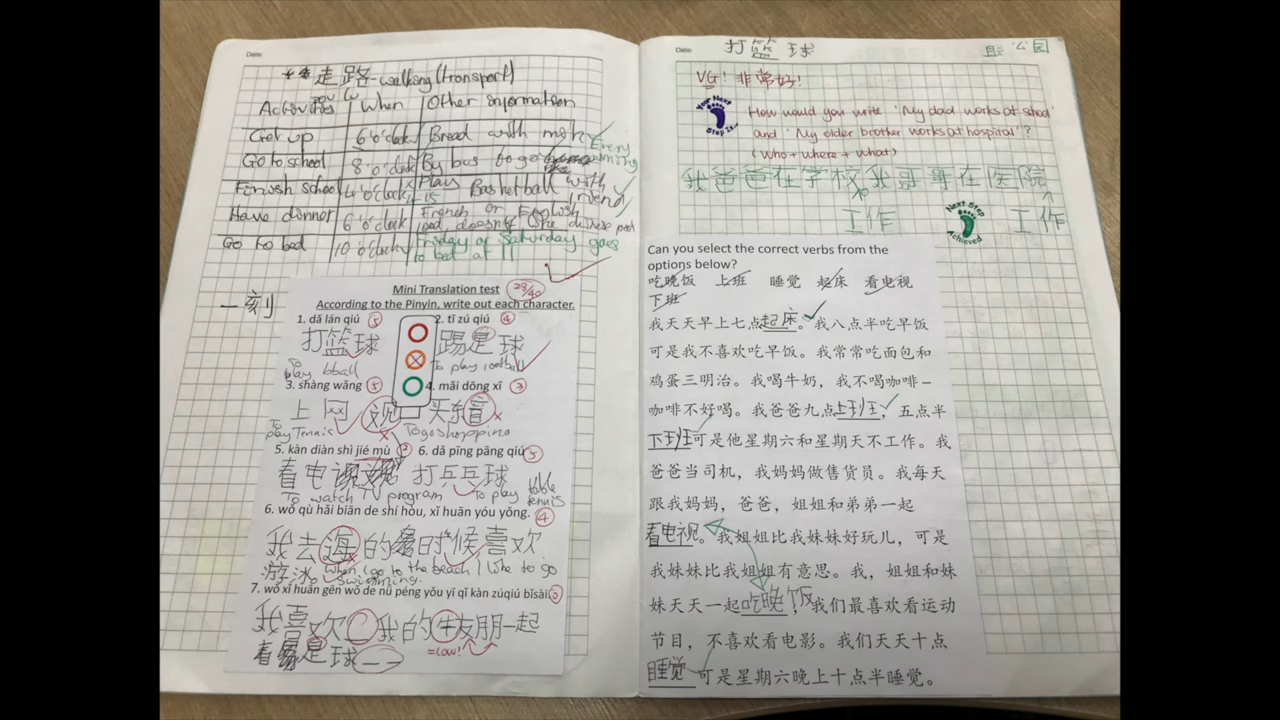 Date:
走路 - walking (transport)
Activities When Other information
Get up 6 'o'clock Bread with milk
Every morning
Go to school 8 'o'clock By bus to go
Finish school 4 'o'clock Play Basketball with friend
Have dinner 6 'o'clock French or English food, doesn't like chinese
Go to bed 10 'o'clock Friday or Saturday goes to bed at 11
一刻
Mini Translation test 29/40
According to the Pinyin, write out each character.
1. dǎ lán qiú 5 2. tī zú qiú 4
打篮球 踢足球
To play bball To play football
3. shàng wǎng 5 4. mǎi dōng xī 3
上网 买东
To play Tennis To go shopping
5. kàn diàn shì jié mù 6. dǎ pīng pāng qiú 5
看电视 打乒乓球
To watch program To play table tennis
6. wǒ qù hǎi biān de shí hou, xǐ huān yóu yǒng. 4
我去海的时候喜欢
游泳 When I go to the beach I like to go swimming.
7. wǒ xǐ huān gēn wǒ de nǚ péng yǒu yī qǐ kàn zúqiú bǐsài
我喜欢 我的 友朋一起
=cow!
看足球
Date: 打篮球 公园
VG! 非常好!
Your Next Step is...
How would you write 'My dad works at school'
and 'My older brother works at hospital'?
(who + where + what)
我爸爸在学校 我哥哥在医院
工作 工作
Next Step Achieved
Can you select the correct verbs from the
options below?
吃晚饭 上班 睡觉 起床 看电视
下班
我天天早上七点起床。我八点半吃早饭
可是我不喜欢吃早饭。我常常吃面包和
鸡蛋三明治。我喝牛奶，我不喝咖啡–
咖啡不好喝。我爸爸九点上班，五点半
下班可是他星期六和星期天不工作。我
爸爸当司机，我妈妈做售货员。我每天
跟我妈妈，爸爸，姐姐和弟弟一起
看电视。我姐姐比我妹妹好玩儿，可是
我妹妹比我姐姐有意思。我，姐姐和妹
妹天天一起吃晚饭，我们最喜欢看运动
节目，不喜欢看电影。我们天天十点
睡觉 可是星期六晚上十点半睡觉。